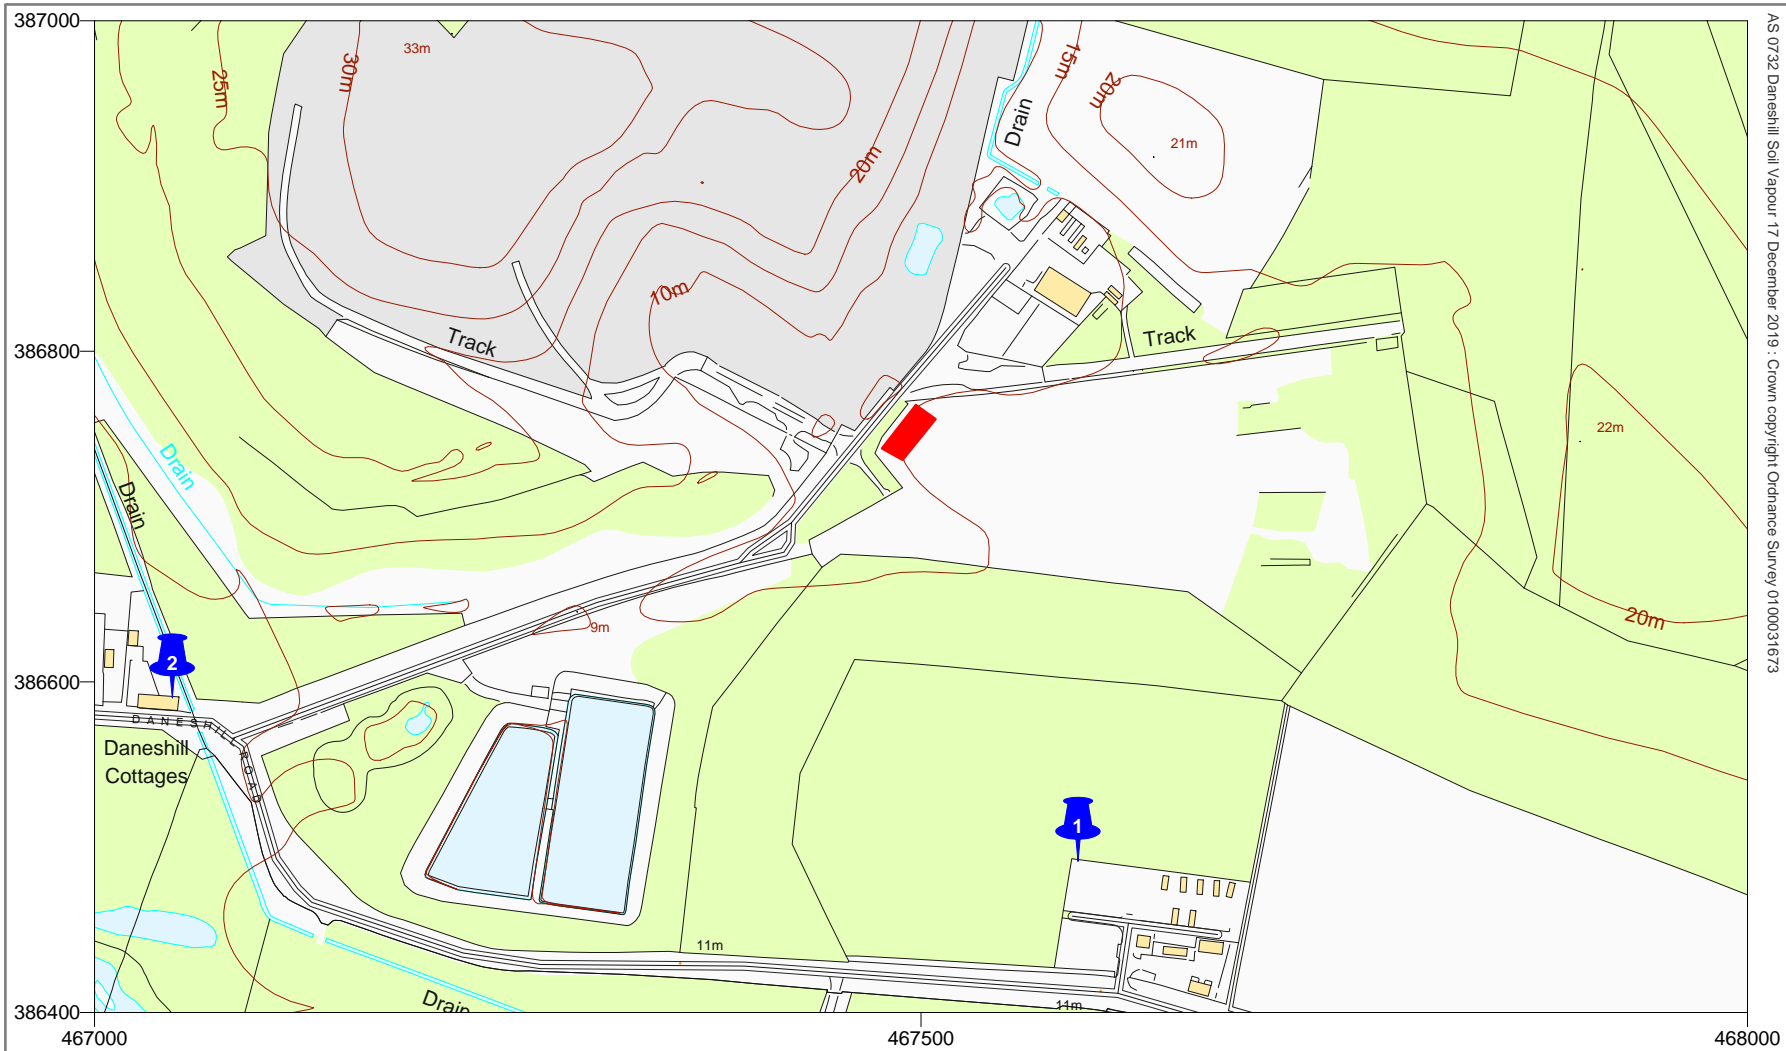 387000
386800
386600
386400
467000
467500
468000
33m
30m
25m
20m
10m
15m
20m
21m
Drain
Track
Track
Drain
Drain
22m
20m
9m
2
1
DANESHILL ROAD
Daneshill
Cottages
11m
11m
Drain
AS 0732 Daneshill Soil Vapour 17 December 2019 : Crown copyright Ordnance Survey 0100031673